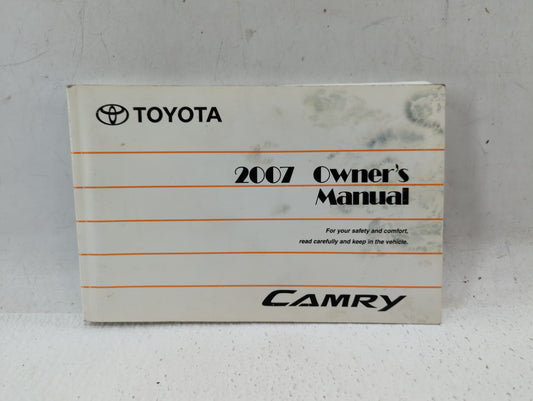 TOYOTA
2007 Owner's
Manual
For your safety and comfort,
read carefully and keep in the vehicle.
CAMRY